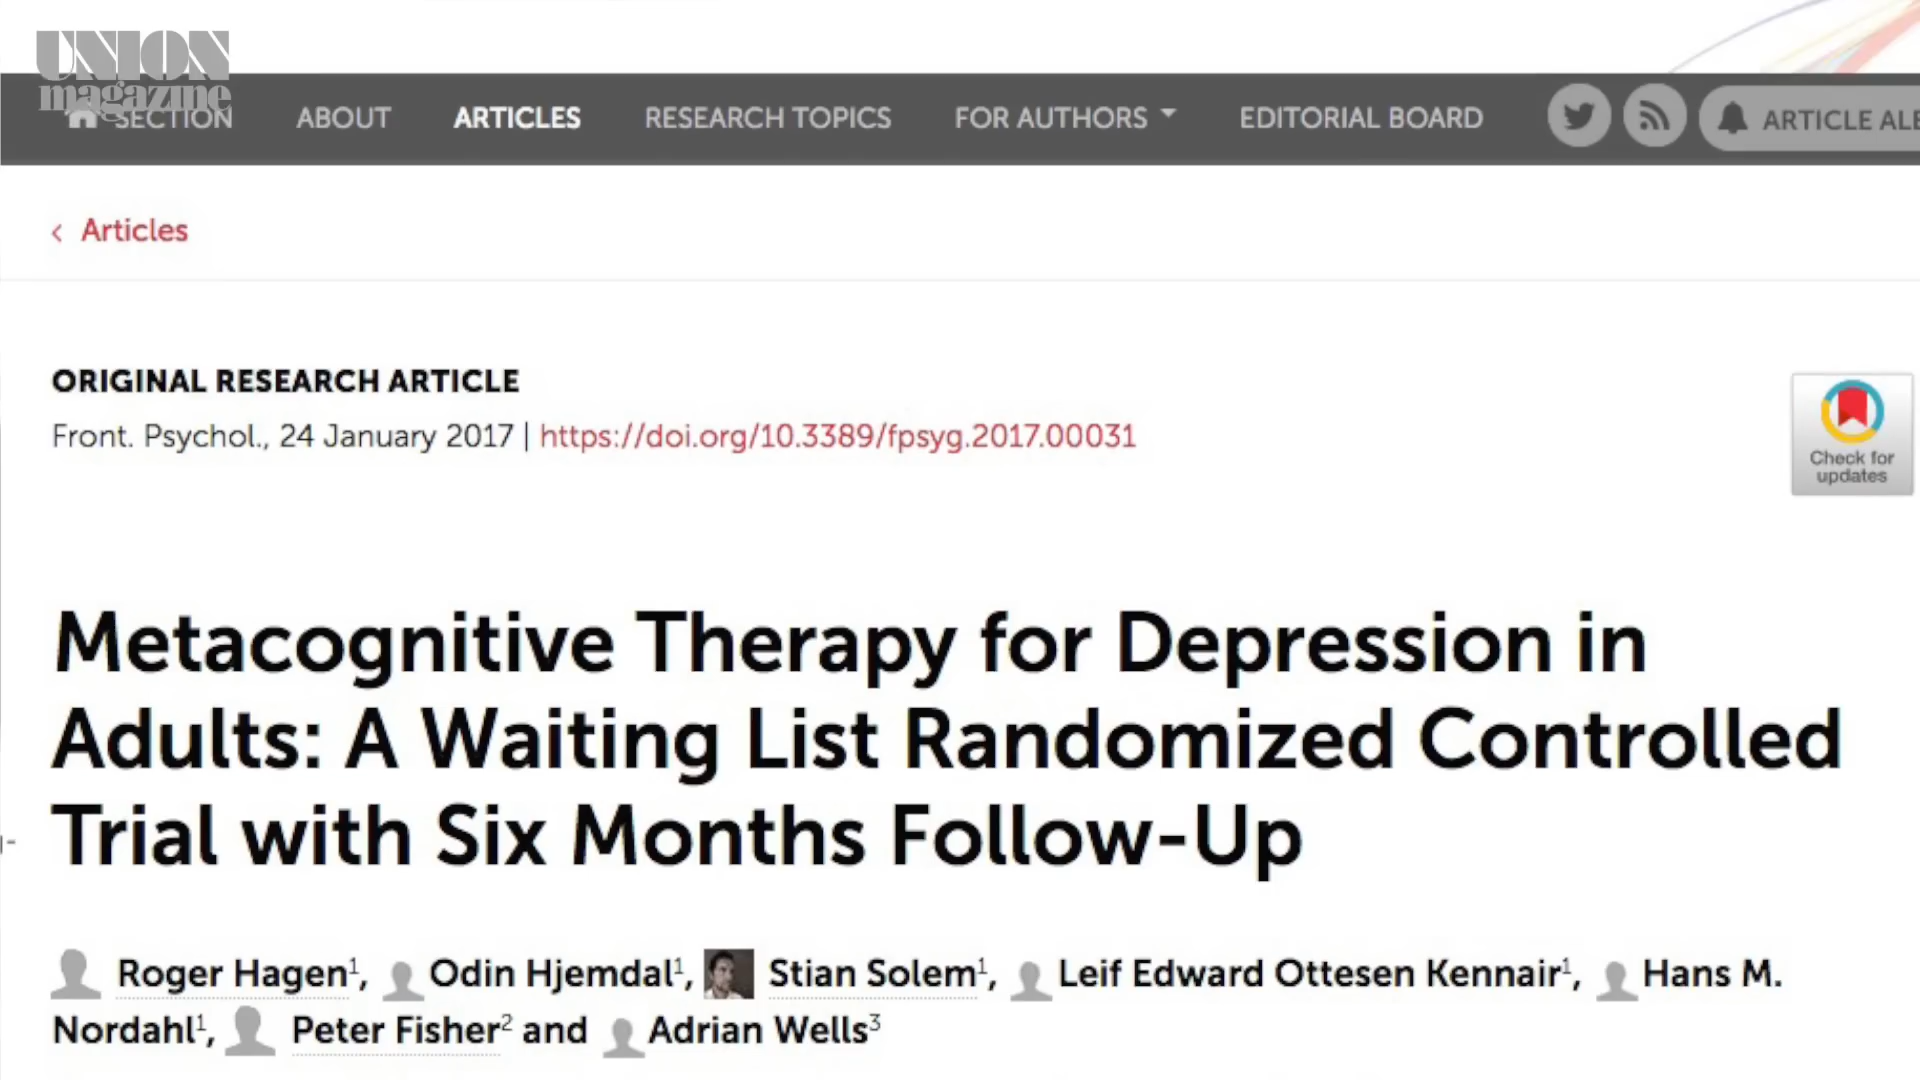 UNION
magazine
SECTION ABOUT ARTICLES RESEARCH TOPICS FOR AUTHORS EDITORIAL BOARD ARTICLE ALE
‹ Articles
ORIGINAL RESEARCH ARTICLE
Front. Psychol., 24 January 2017 | https://doi.org/10.3389/fpsyg.2017.00031
Check for
updates
Metacognitive Therapy for Depression in
Adults: A Waiting List Randomized Controlled
Trial with Six Months Follow-Up
Roger Hagen¹, Odin Hjemdal¹, Stian Solem¹, Leif Edward Ottesen Kennair¹, Hans M.
Nordahl¹, Peter Fisher² and Adrian Wells³